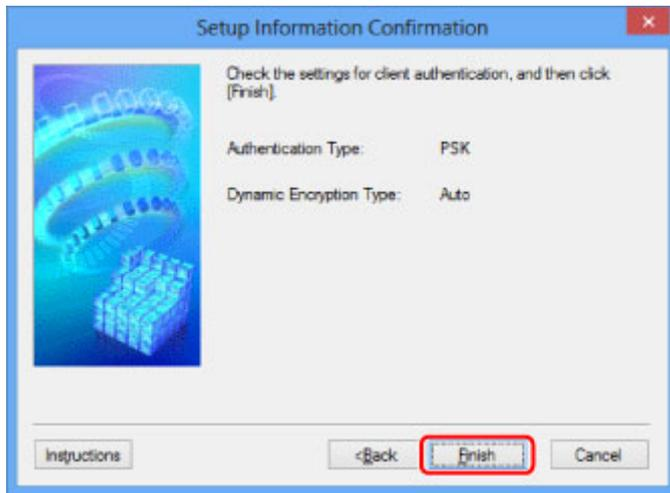 Setup Information Confirmation
Check the settings for client authentication, and then click
[Finish].
Authentication Type: PSK
Dynamic Encryption Type: Auto
Instructions <Back Finish Cancel